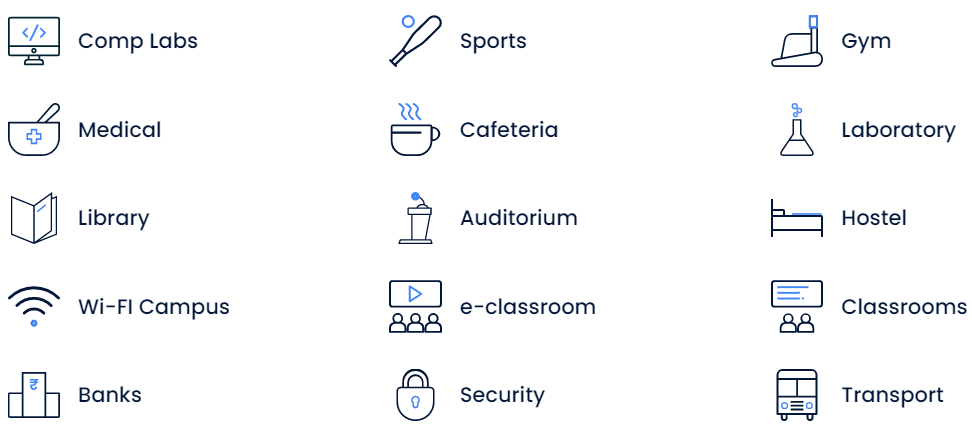 </> Comp Labs
Sports
Gym
Medical
Cafeteria
Laboratory
Library
Auditorium
Hostel
Wi-FI Campus
e-classroom
Classrooms
₹ Banks
Security
Transport